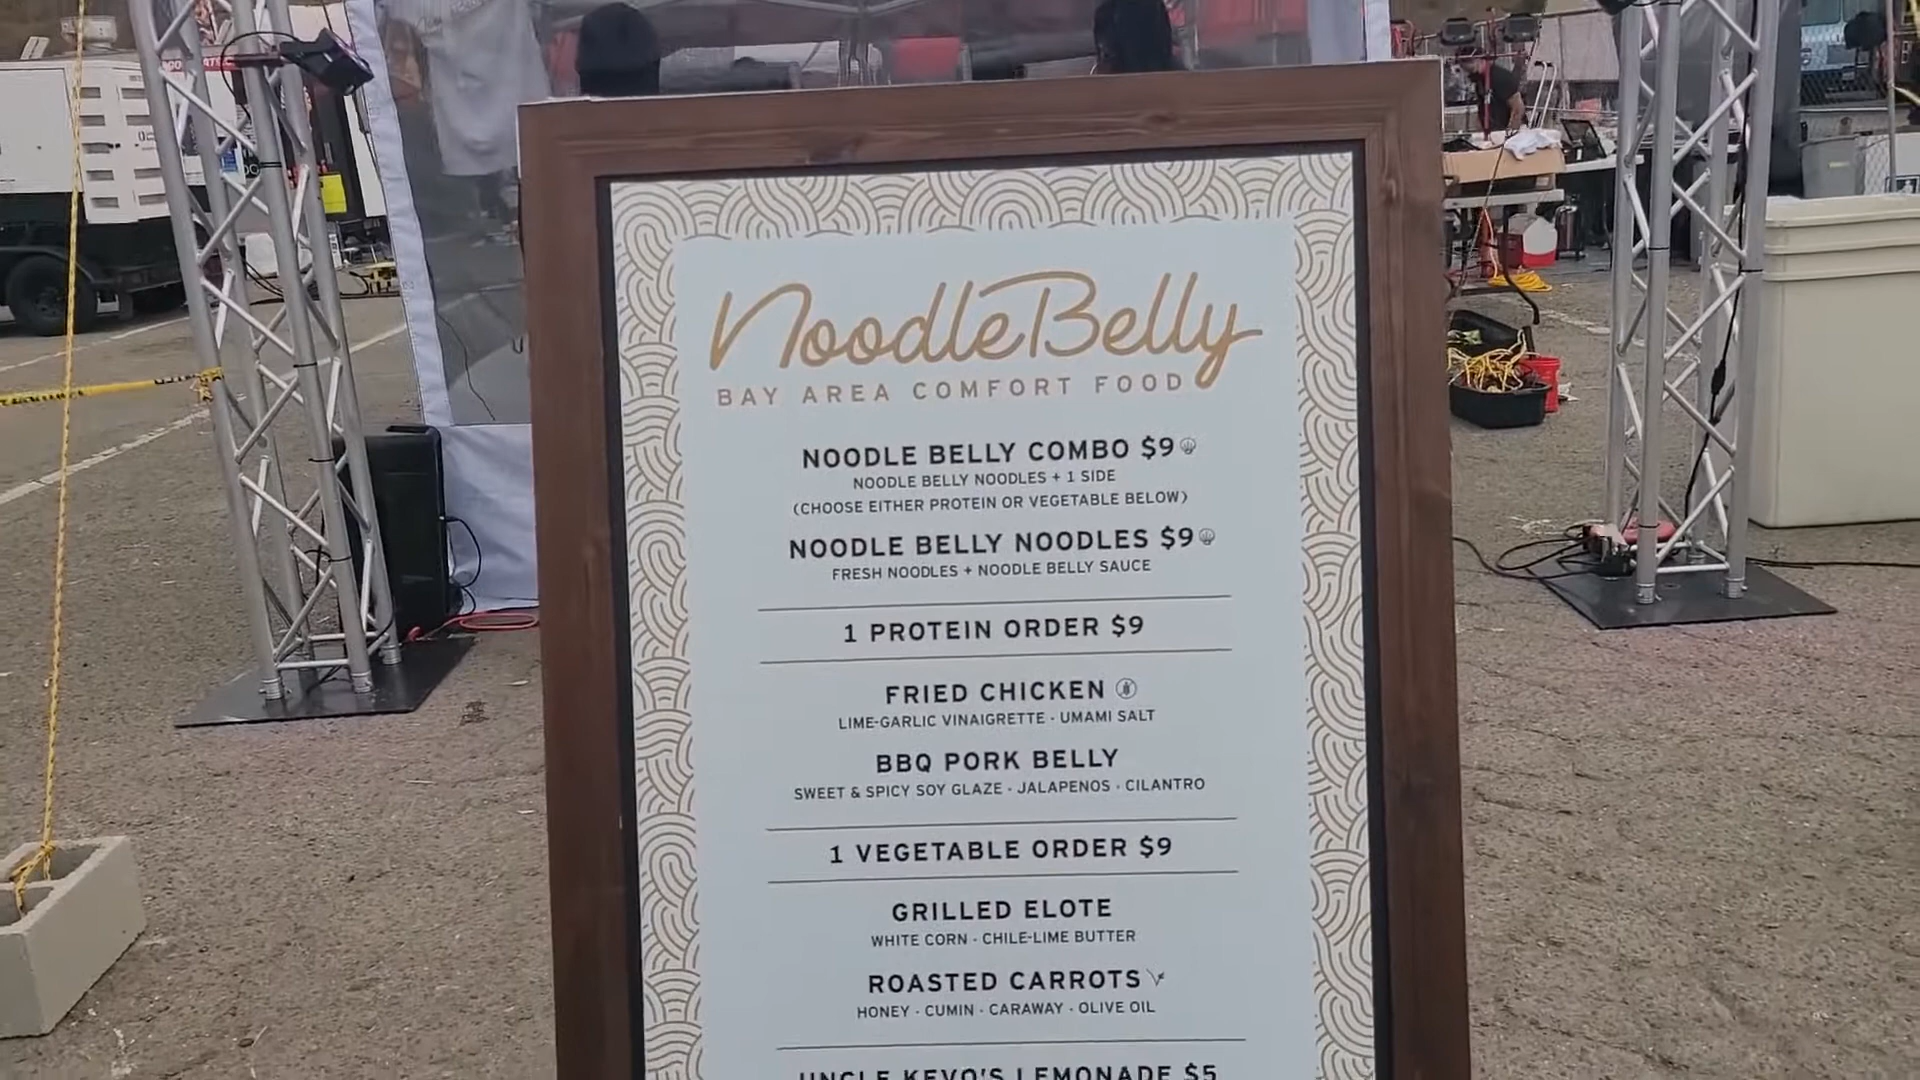 Noodle Belly
BAY AREA COMFORT FOOD
NOODLE BELLY COMBO $9
NOODLE BELLY NOODLES + 1 SIDE
(CHOOSE EITHER PROTEIN OR VEGETABLE BELOW)
NOODLE BELLY NOODLES $9
FRESH NOODLES + NOODLE BELLY SAUCE
1 PROTEIN ORDER $9
FRIED CHICKEN
LIME-GARLIC VINAIGRETTE · UMAMI SALT
BBQ PORK BELLY
SWEET & SPICY SOY GLAZE · JALAPENOS · CILANTRO
1 VEGETABLE ORDER $9
GRILLED ELOTE
WHITE CORN · CHILE-LIME BUTTER
ROASTED CARROTS
HONEY · CUMIN · CARAWAY · OLIVE OIL
UNCLE KEVO'S LEMONADE $5